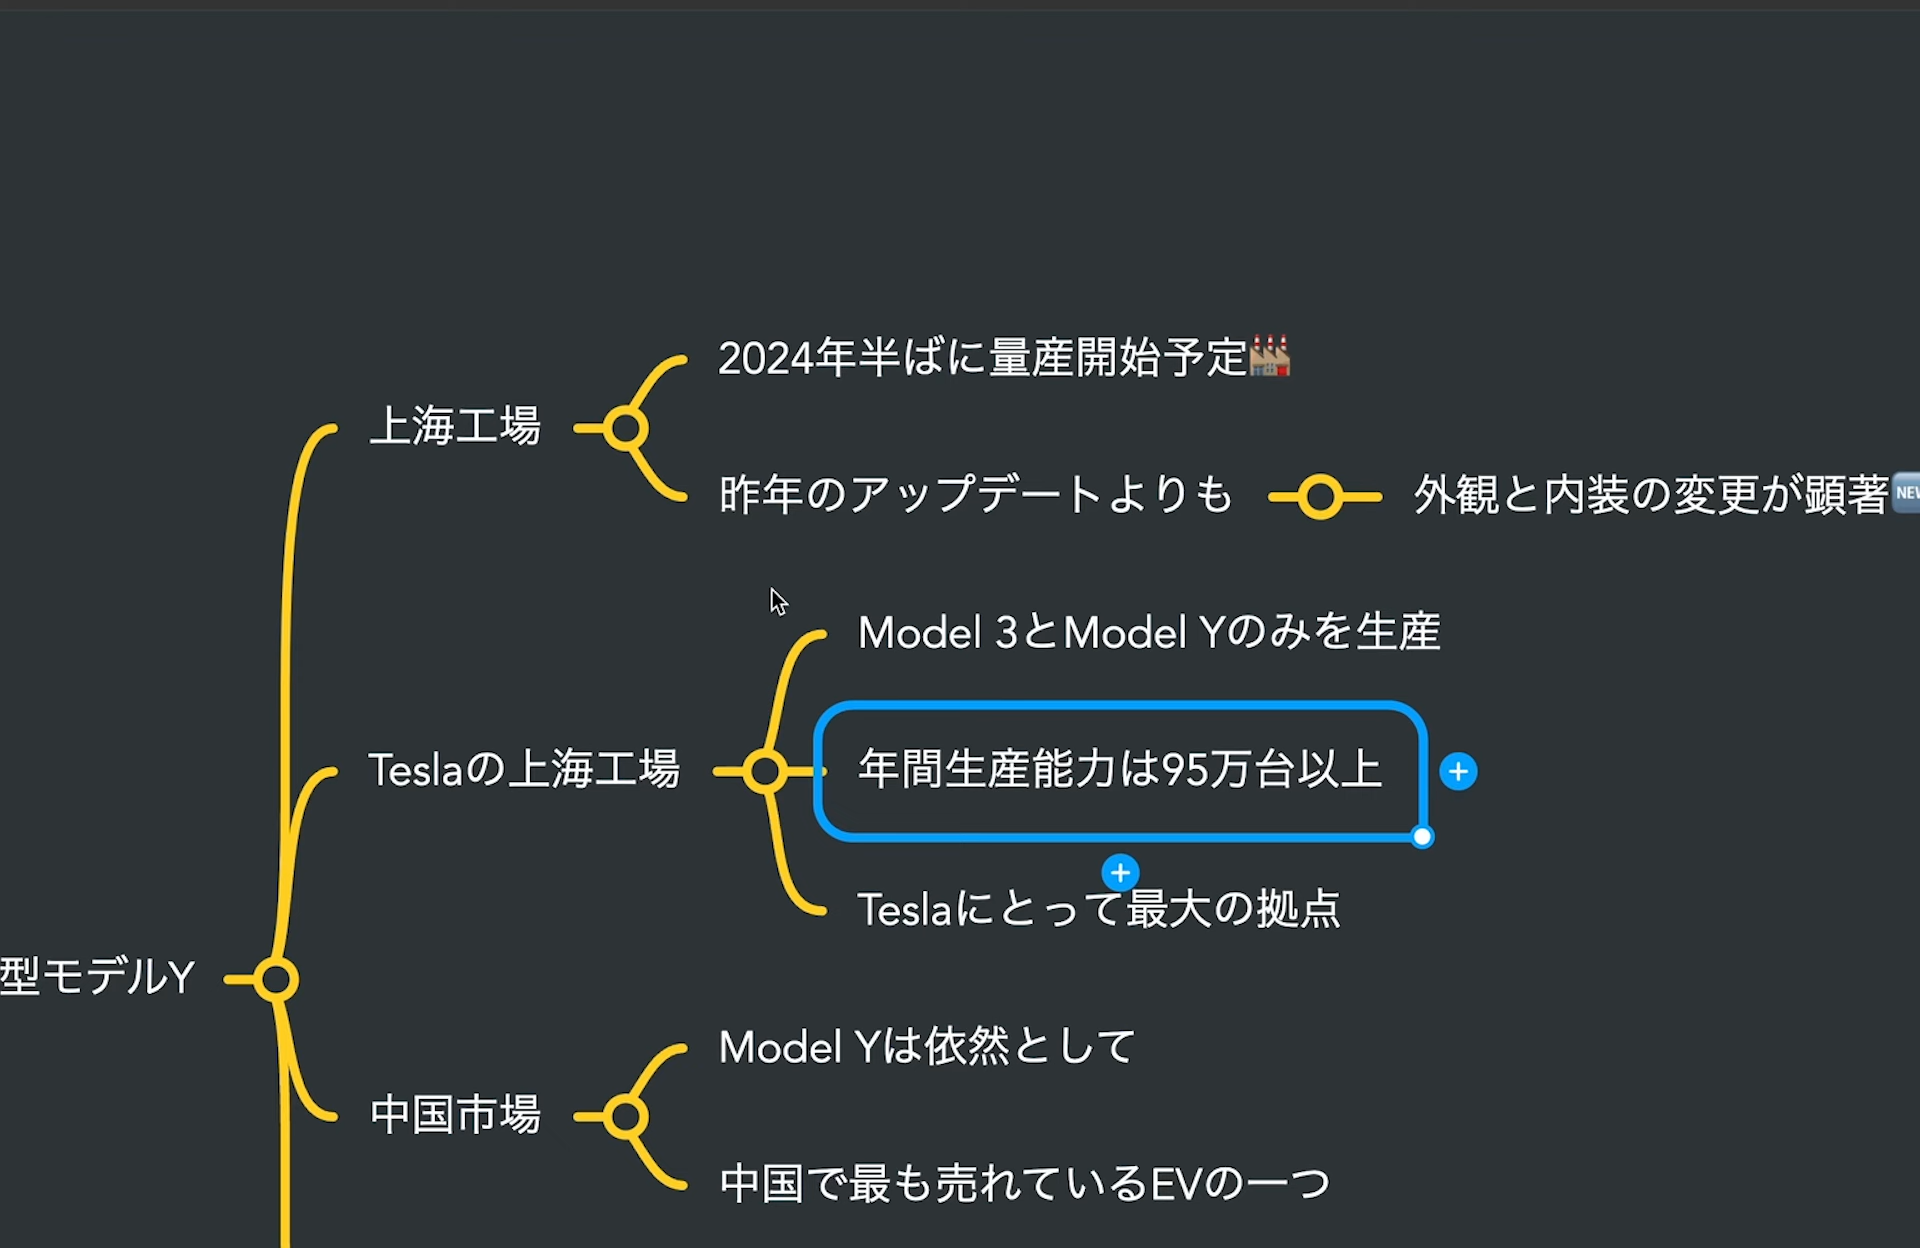 2024年半ばに量産開始予定🏭
上海工場
昨年のアップデートよりも
外観と内装の変更が顕著🆕
Model 3とModel Yのみを生産
Teslaの上海工場
年間生産能力は95万台以上
Teslaにとって最大の拠点
型モデルY
Model Yは依然として
中国市場
中国で最も売れているEVの一つ